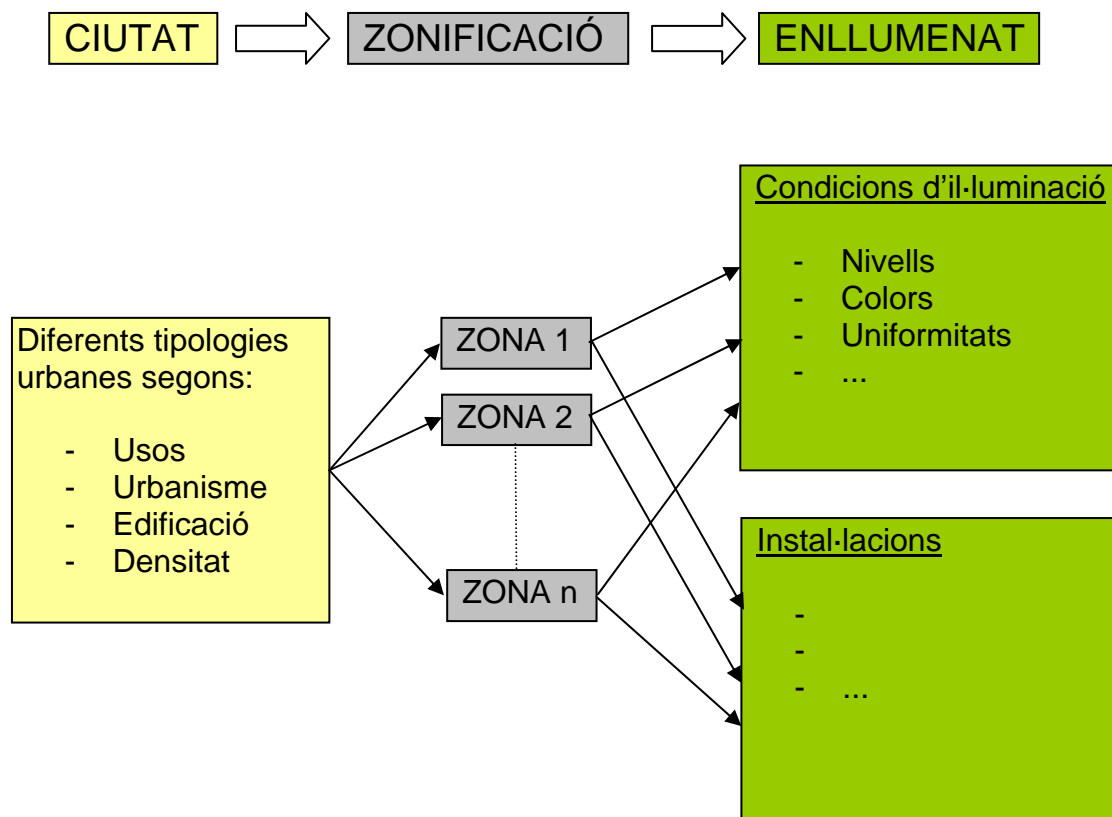 CIUTAT
ZONIFICACIÓ
ENLLUMENAT
Diferents tipologies
urbanes segons:
- Usos
- Urbanisme
- Edificació
- Densitat
ZONA 1
ZONA 2
ZONA n
Condicions d’il·luminació
- Nivells
- Colors
- Uniformitats
- ...
Instal·lacions
-
-
- ...